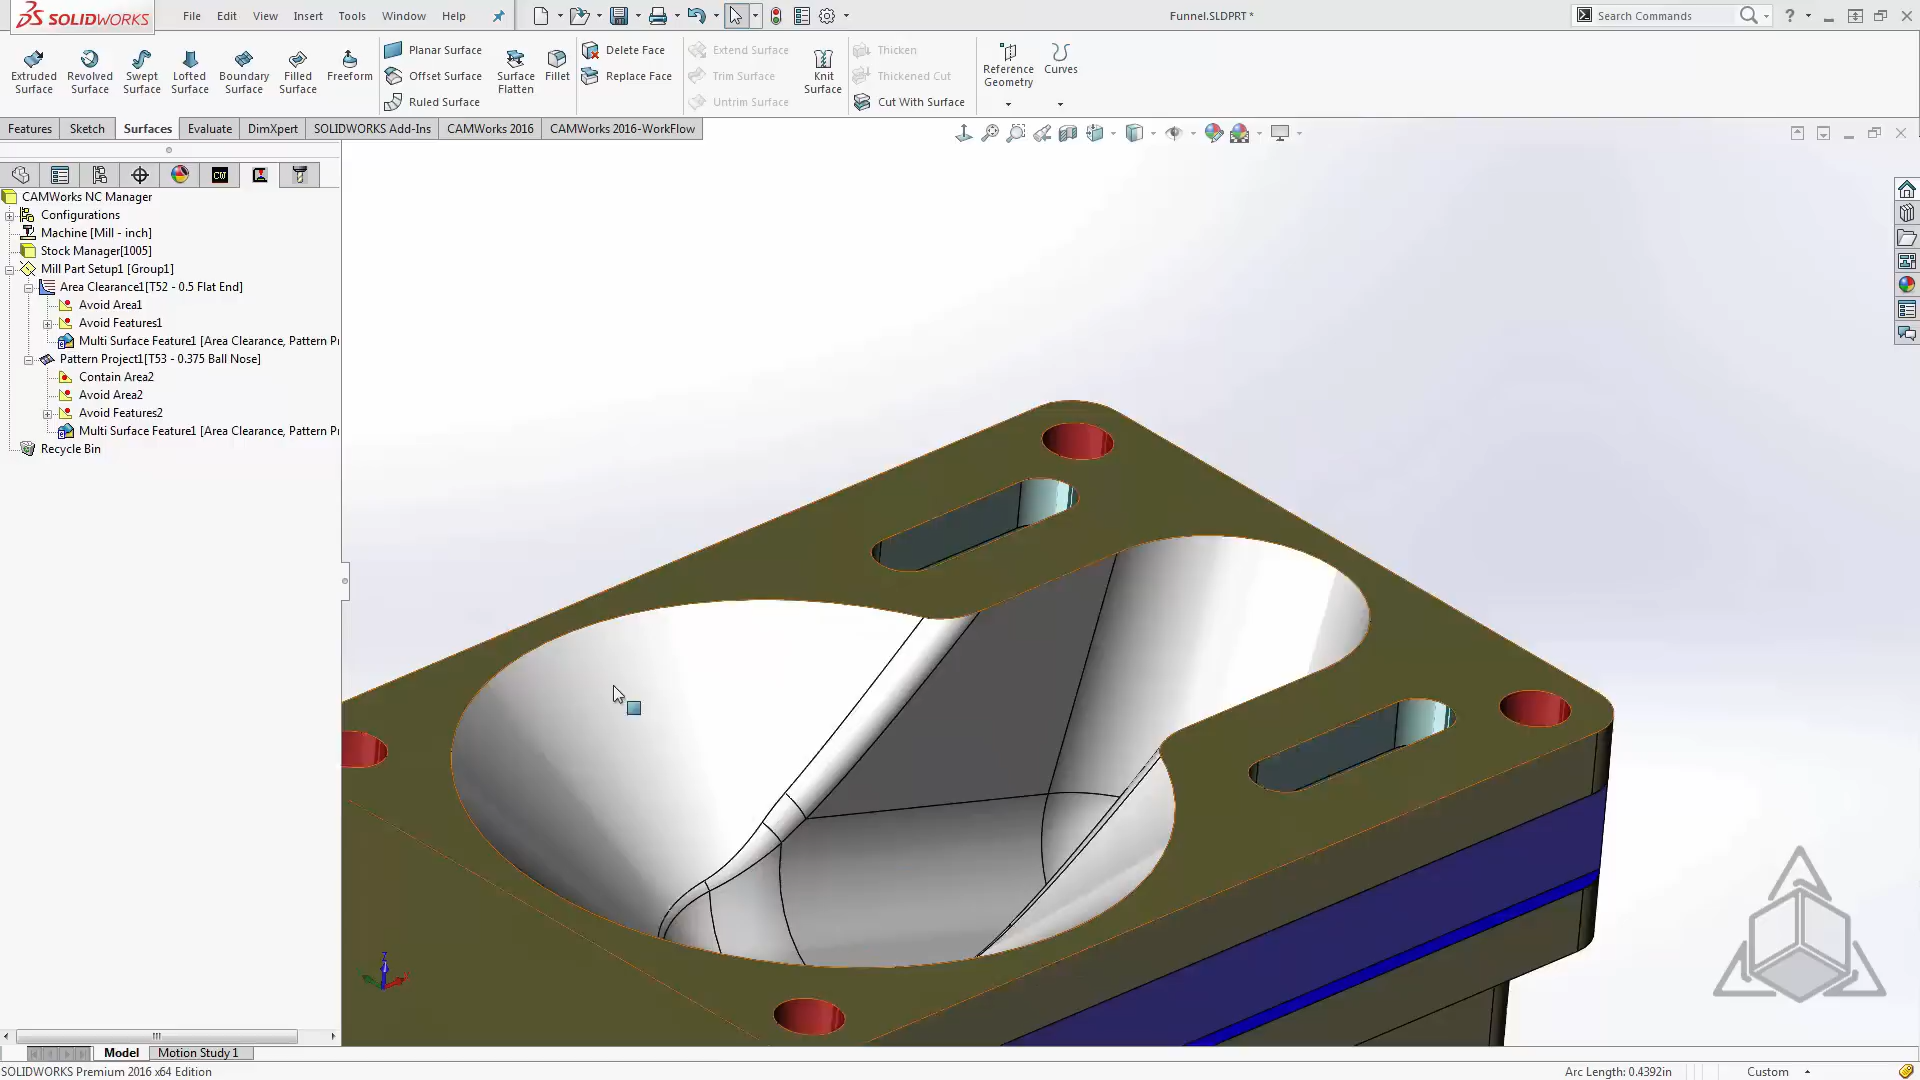 SOLIDWORKS
File Edit View Insert Tools Window Help
Funnel.SLDPRT *
Search Commands
Extruded Surface
Revolved Surface
Swept Surface
Lofted Surface
Boundary Surface
Filled Surface
Freeform
Planar Surface
Offset Surface
Ruled Surface
Surface Flatten
Fillet
Delete Face
Replace Face
Extend Surface
Trim Surface
Untrim Surface
Knit Surface
Thicken
Thickened Cut
Cut With Surface
Reference Geometry
Curves
Features Sketch Surfaces Evaluate DimXpert SOLIDWORKS Add-Ins CAMWorks 2016 CAMWorks 2016-WorkFlow
CW
CAMWorks NC Manager
Configurations
Machine [Mill - inch]
Stock Manager[1005]
Mill Part Setup1 [Group1]
Area Clearance1[T52 - 0.5 Flat End]
Avoid Area1
Avoid Features1
Multi Surface Feature1 [Area Clearance, Pattern Pr
Pattern Project1[T53 - 0.375 Ball Nose]
Contain Area2
Avoid Area2
Avoid Features2
Multi Surface Feature1 [Area Clearance, Pattern Pr
Recycle Bin
Z
Model Motion Study 1
SOLIDWORKS Premium 2016 x64 Edition
Arc Length: 0.4392in
Custom